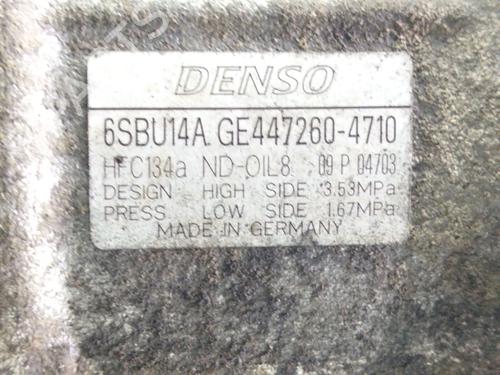 DENSO
6SBU14A GE447260-4710
HFC134a ND-OIL8 09 P 04703
DESIGN HIGH SIDE 3.53MPa
PRESS LOW SIDE 1.67MPa
MADE IN GERMANY